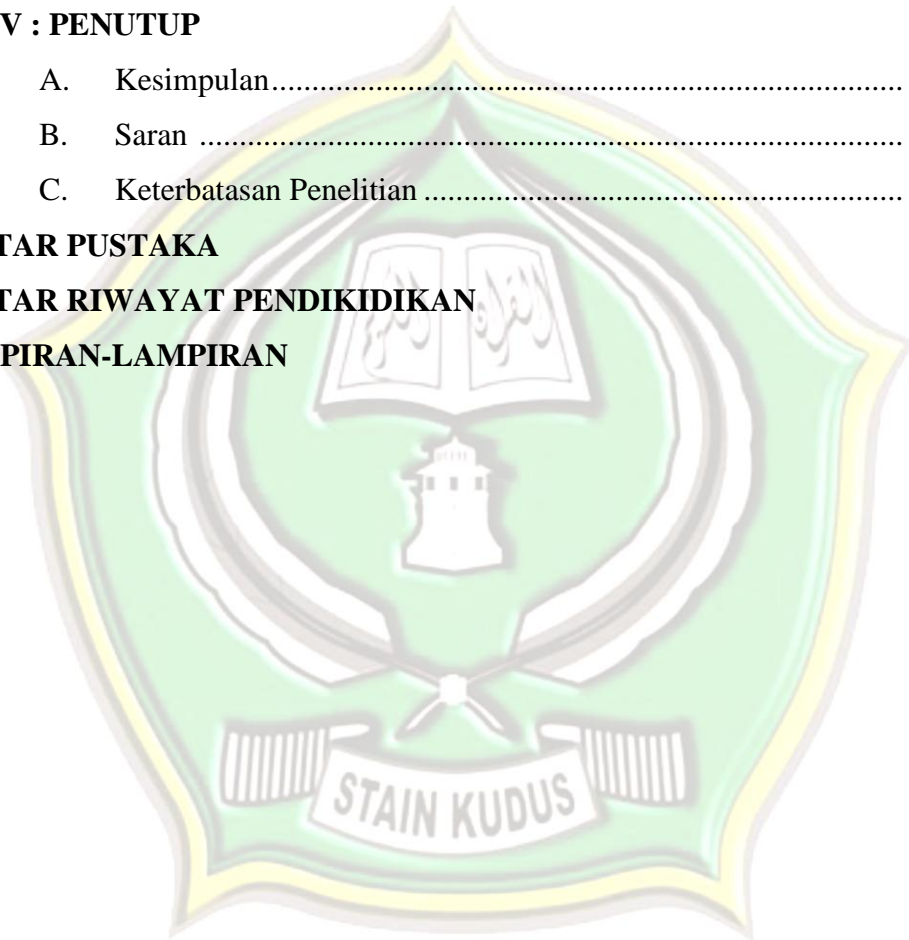 V : PENUTUP
A. Kesimpulan...............................................................................
B. Saran .......................................................................................
C. Keterbatasan Penelitian ............................................................
TAR PUSTAKA
TAR RIWAYAT PENDIKIDIKAN
PIRAN-LAMPIRAN
STAIN KUDUS